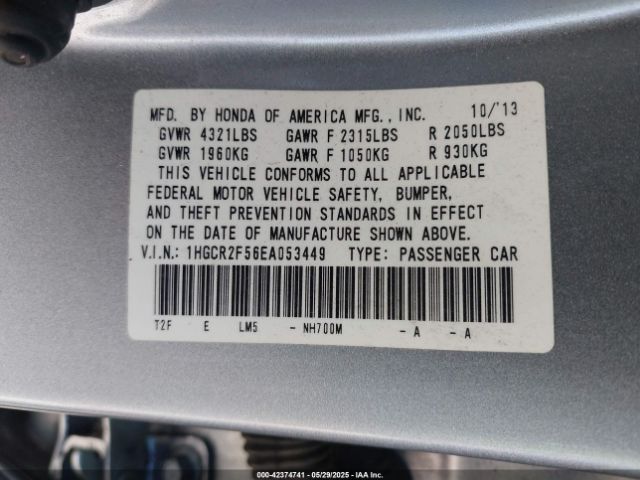 MFD. BY HONDA OF AMERICA MFG., INC. 10/'13
GVWR 4321LBS GAWR F 2315LBS R 2050LBS
GVWR 1960KG GAWR F 1050KG R 930KG
THIS VEHICLE CONFORMS TO ALL APPLICABLE
FEDERAL MOTOR VEHICLE SAFETY, BUMPER,
AND THEFT PREVENTION STANDARDS IN EFFECT
ON THE DATE OF MANUFACTURE SHOWN ABOVE.
V.I.N.: 1HGCR2F56EA053449 TYPE: PASSENGER CAR
T2F E LM5 - NH700M - A - A
000-42374741 | 05/29/2025 - IAA Inc.